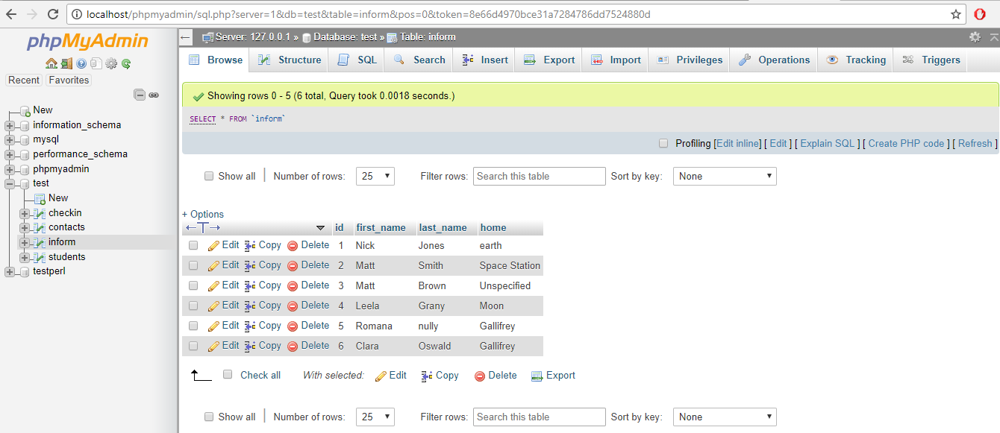 localhost/phpmyadmin/sql.php?server=1&db=test&table=inform&pos=0&token=8e66d4970bce31a7284786dd7524880d
phpMyAdmin
Recent Favorites
New
information_schema
mysql
performance_schema
phpmyadmin
test
New
checkin
contacts
inform
students
testperl
Server: 127.0.0.1 » Database: test » Table: inform
Browse Structure SQL Search Insert Export Import Privileges Operations Tracking Triggers
Showing rows 0 - 5 (6 total, Query took 0.0018 seconds.)
SELECT * FROM `inform`
Profiling [Edit inline] [ Edit ] [ Explain SQL ] [ Create PHP code ] [ Refresh ]
Show all | Number of rows: 25 Filter rows: Search this table Sort by key: None
+ Options
id first_name last_name home
Edit Copy Delete 1 Nick Jones earth
Edit Copy Delete 2 Matt Smith Space Station
Edit Copy Delete 3 Matt Brown Unspecified
Edit Copy Delete 4 Leela Grany Moon
Edit Copy Delete 5 Romana nully Gallifrey
Edit Copy Delete 6 Clara Oswald Gallifrey
Check all With selected: Edit Copy Delete Export
Show all | Number of rows: 25 Filter rows: Search this table Sort by key: None